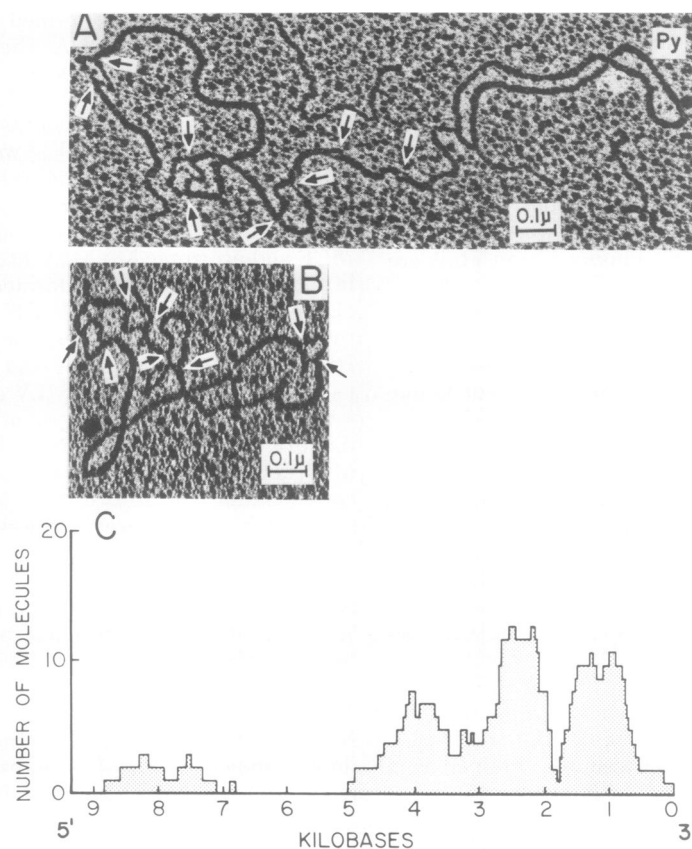 A
Py
0.1μ
B
0.1μ
C
20
10
0
NUMBER OF MOLECULES
9 8 7 6 5 4 3 2 1 0
5' 3
KILOBASES